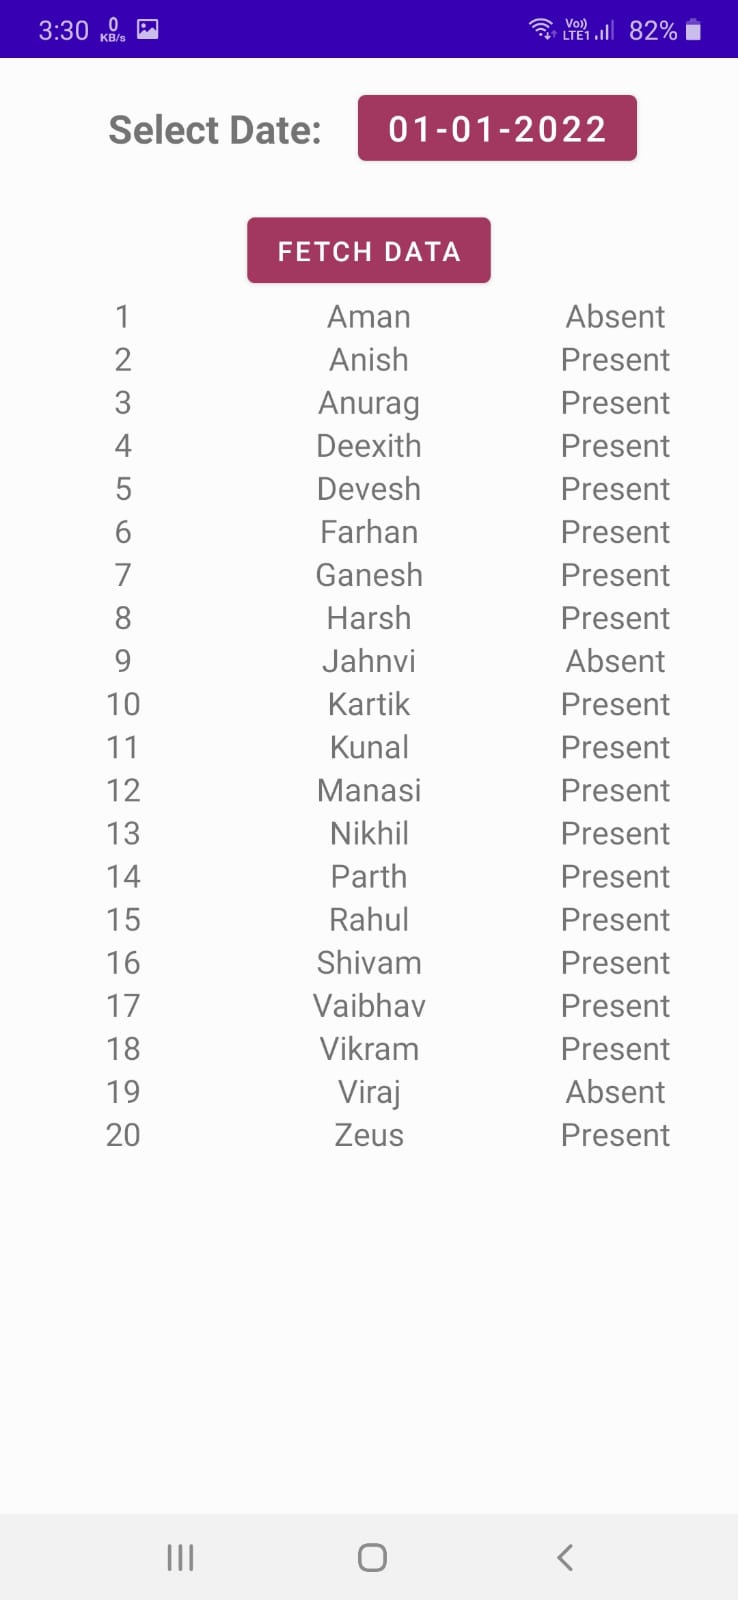 3:30 0 KB/s Vo)) LTE1 82%
Select Date: 01-01-2022
FETCH DATA
1 Aman Absent
2 Anish Present
3 Anurag Present
4 Deexith Present
5 Devesh Present
6 Farhan Present
7 Ganesh Present
8 Harsh Present
9 Jahnvi Absent
10 Kartik Present
11 Kunal Present
12 Manasi Present
13 Nikhil Present
14 Parth Present
15 Rahul Present
16 Shivam Present
17 Vaibhav Present
18 Vikram Present
19 Viraj Absent
20 Zeus Present